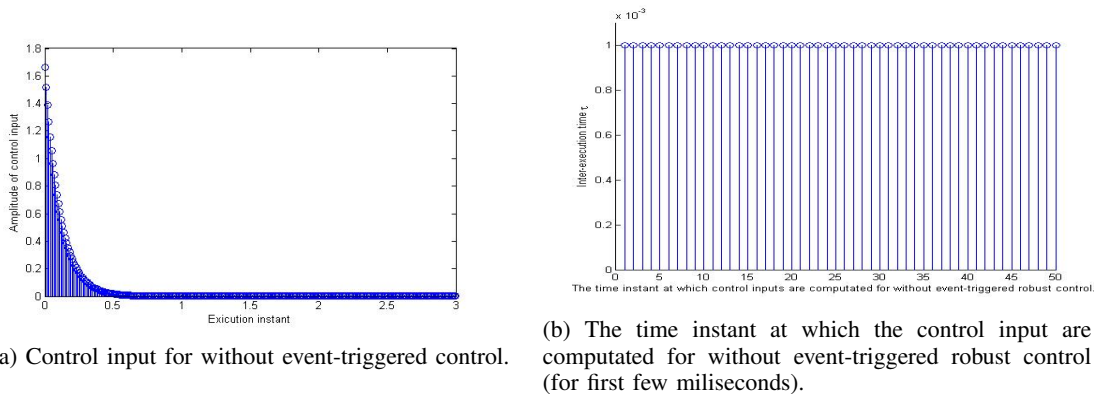 1.8
1.6
1.4
1.2
1
0.8
0.6
0.4
0.2
0
0 0.5 1 1.5 2 2.5 3
Amplitude of control input
Exicution instant
a) Control input for without event-triggered control.
x 10⁻³
1
0.8
0.6
0.4
0.2
0
0 5 10 15 20 25 30 35 40 45 50
Inter-execution time τ
The time instant at which control inputs are computated for without event-triggered robust control.
(b) The time instant at which the control input are
computated for without event-triggered robust control
(for first few miliseconds).